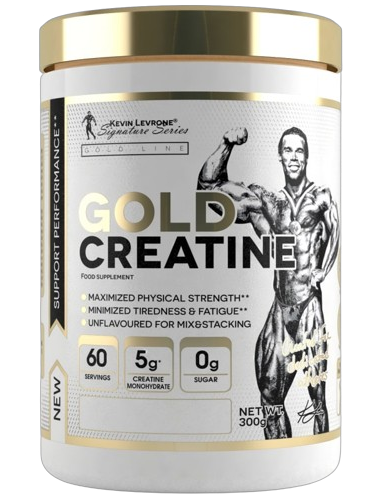 KEVIN LEVRONE®
Signature Series
GOLD LINE
SUPPORT PERFORMANCE**
NEW
GOLD
CREATINE
FOOD SUPPLEMENT
MAXIMIZED PHYSICAL STRENGTH**
MINIMIZED TIREDNESS & FATIGUE**
UNFLAVOURED FOR MIX&STACKING
60
SERVINGS
5g*
CREATINE
MONOHYDRATE
0g
SUGAR
NET WT.
300g